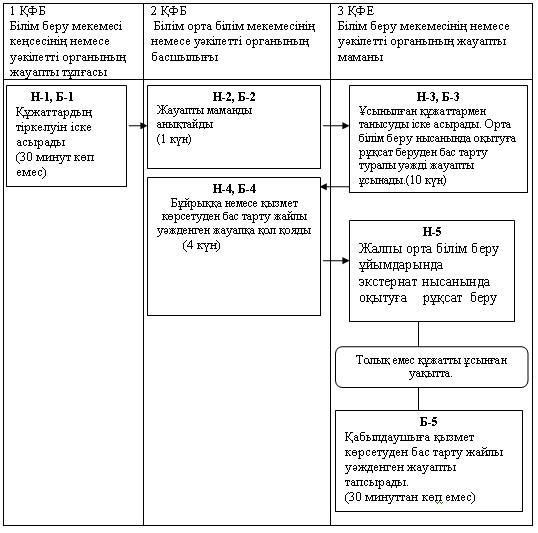 1 ҚФБ
Білім беру мекемесі
кеңсесінің немесе
уәкілетті органының
жауапты тұлғасы
2 ҚФБ
Білім орта білім мекемесінің
немесе уәкілетті органының
басшылығы
3 ҚФЕ
Білім беру мекемесінің немесе
уәкілетті органының жауапты
маманы
Н-1, Б-1
Құжаттардың
тіркелуін іске
асырады
(30 минут көп
емес)
Н-2, Б-2
Жауапты маманды
анықтайды
(1 күн)
Н-3, Б-3
Ұсынылған құжаттармен
танысуды іске асырады. Орта
білім беру нысанында оқытуға
рұқсат беруден бас тарту
туралы уәжді жауапты
ұсынады.(10 күн)
Н-4, Б-4
Бұйрыққа немесе қызмет
көрсетуден бас тарту жайлы
уәжденген жауапқа қол қояды
(4 күн)
Н-5
Жалпы орта білім беру
ұйымдарында
экстернат нысанында
оқытуға рұқсат беру
Толық емес құжатты ұсынған
уақытта.
Б-5
Қабылдаушыға қызмет
көрсетуден бас тарту жайлы
уәжденген жауапты
тапсырады.
(30 минуттан көп емес)